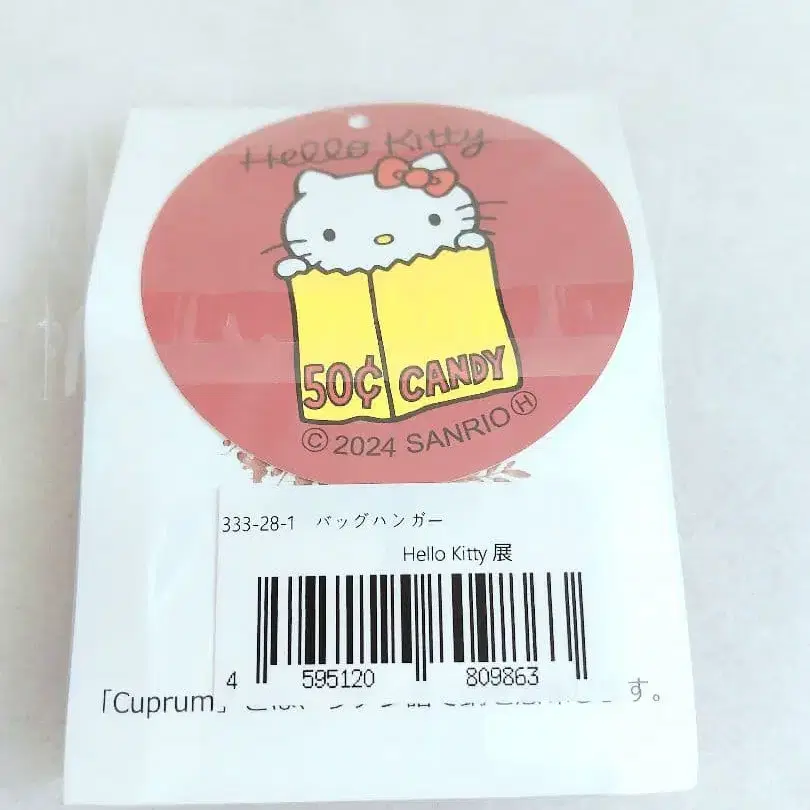 Hello Kitty
50¢ CANDY
© 2024 SANRIO Ⓗ
333-28-1 バッグハンガー
Hello Kitty 展
4 595120 809863
「Cuprum」 す。